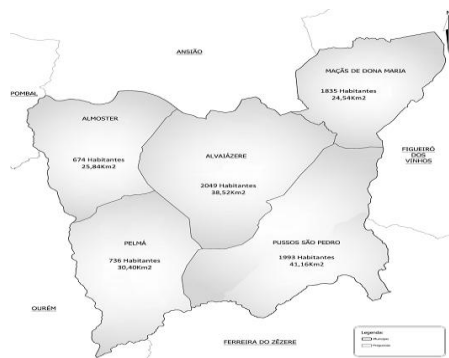 ANSIÃO
MAÇÃS DE DONA MARIA
1835 Habitantes
24,54Km2
POMBAL
ALMOSTER
674 Habitantes
25,84Km2
ALVAIÁZERE
2049 Habitantes
38,52Km2
FIGUEIRÓ
DOS
VINHOS
PELMÁ
736 Habitantes
30,40Km2
PUSSOS SÃO PEDRO
1993 Habitantes
41,16Km2
OURÉM
FERREIRA DO ZÊZERE
Legenda:
Município
Freguesias